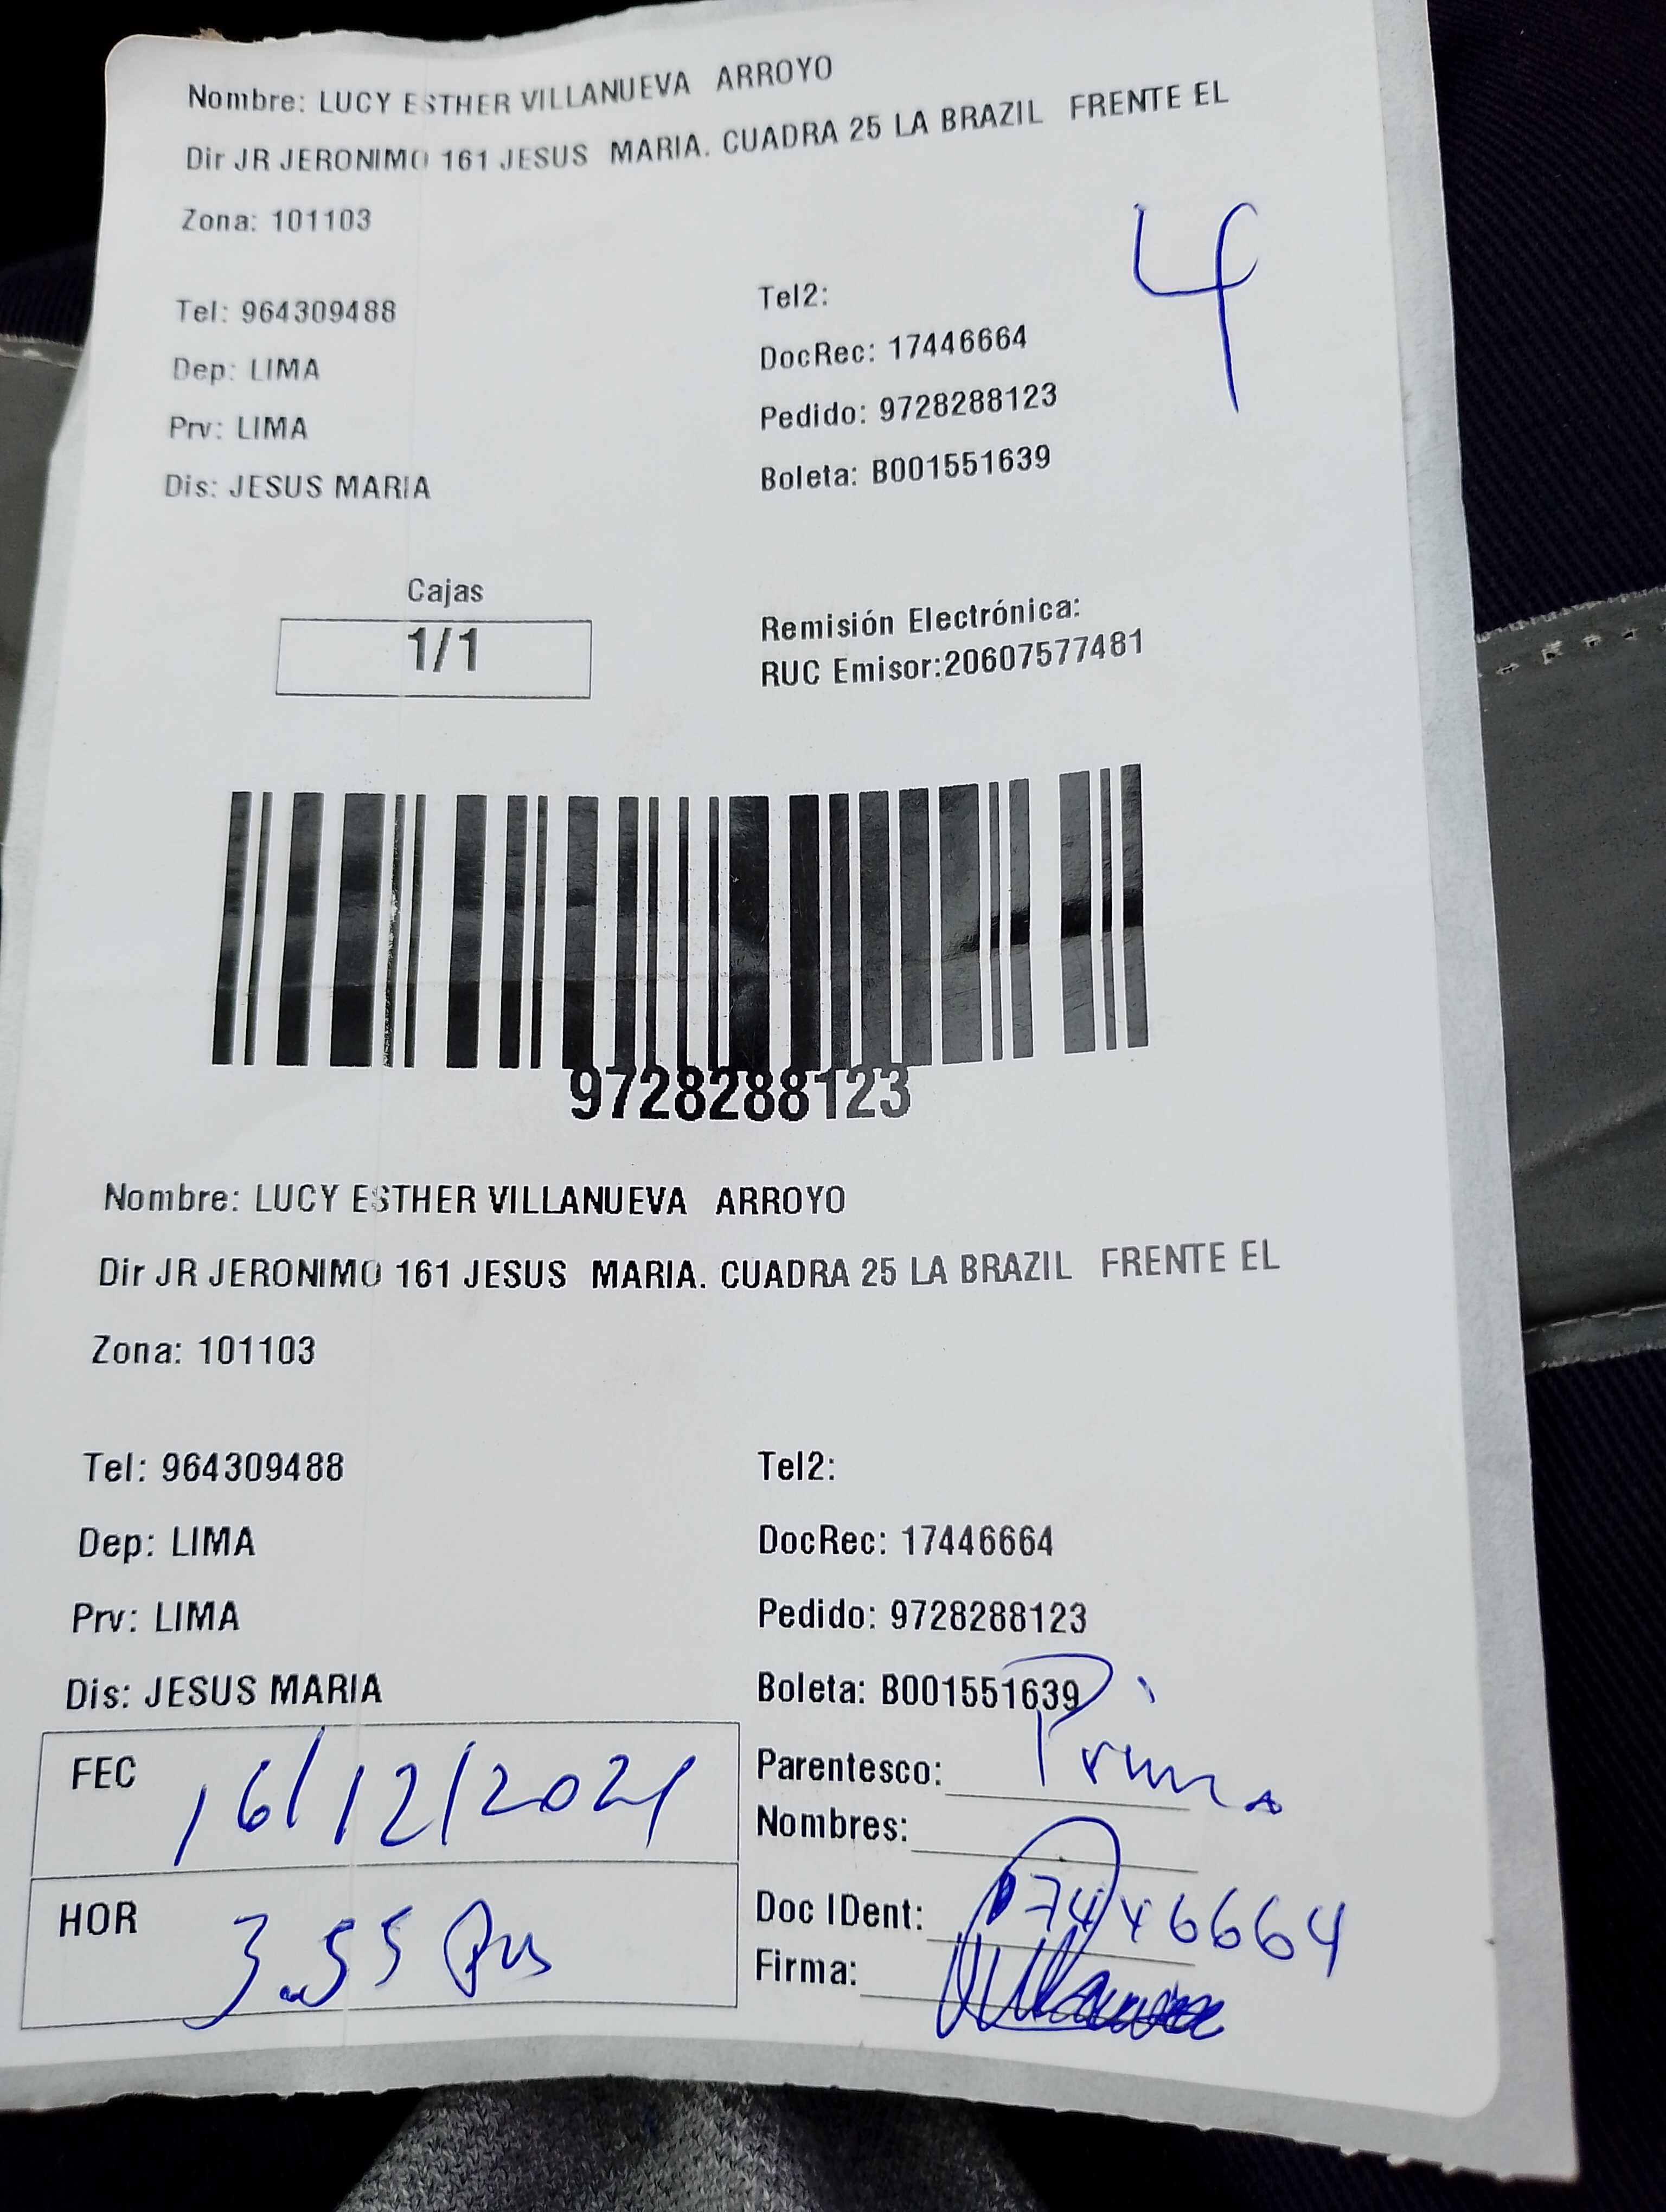 Nombre: LUCY ESTHER VILLANUEVA ARROYO
Dir JR JERONIMO 161 JESUS MARIA. CUADRA 25 LA BRAZIL FRENTE EL
Zona: 101103
4
Tel: 964309488 Tel2:
Dep: LIMA DocRec: 17446664
Prv: LIMA Pedido: 9728288123
Dis: JESUS MARIA Boleta: B001551639
Cajas
1/1
Remisión Electrónica:
RUC Emisor:20607577481
9728288123
Nombre: LUCY ESTHER VILLANUEVA ARROYO
Dir JR JERONIMO 161 JESUS MARIA. CUADRA 25 LA BRAZIL FRENTE EL
Zona: 101103
Tel: 964309488 Tel2:
Dep: LIMA DocRec: 17446664
Prv: LIMA Pedido: 9728288123
Dis: JESUS MARIA Boleta: B001551639
FEC 16/12/2021
HOR 3.55
Parentesco: Prima
Nombres:
Doc IDent: 17446664
Firma: